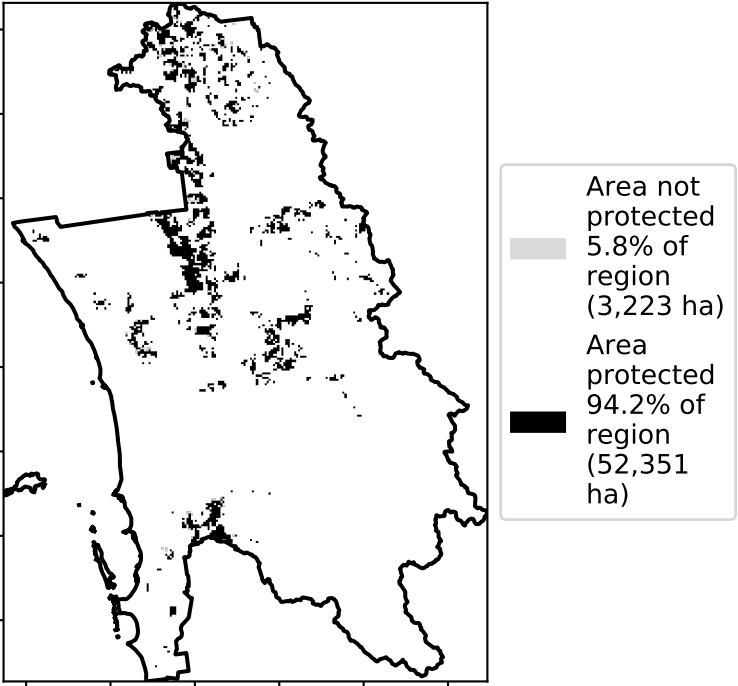 Area not
protected
5.8% of
region
(3,223 ha)
Area
protected
94.2% of
region
(52,351
ha)